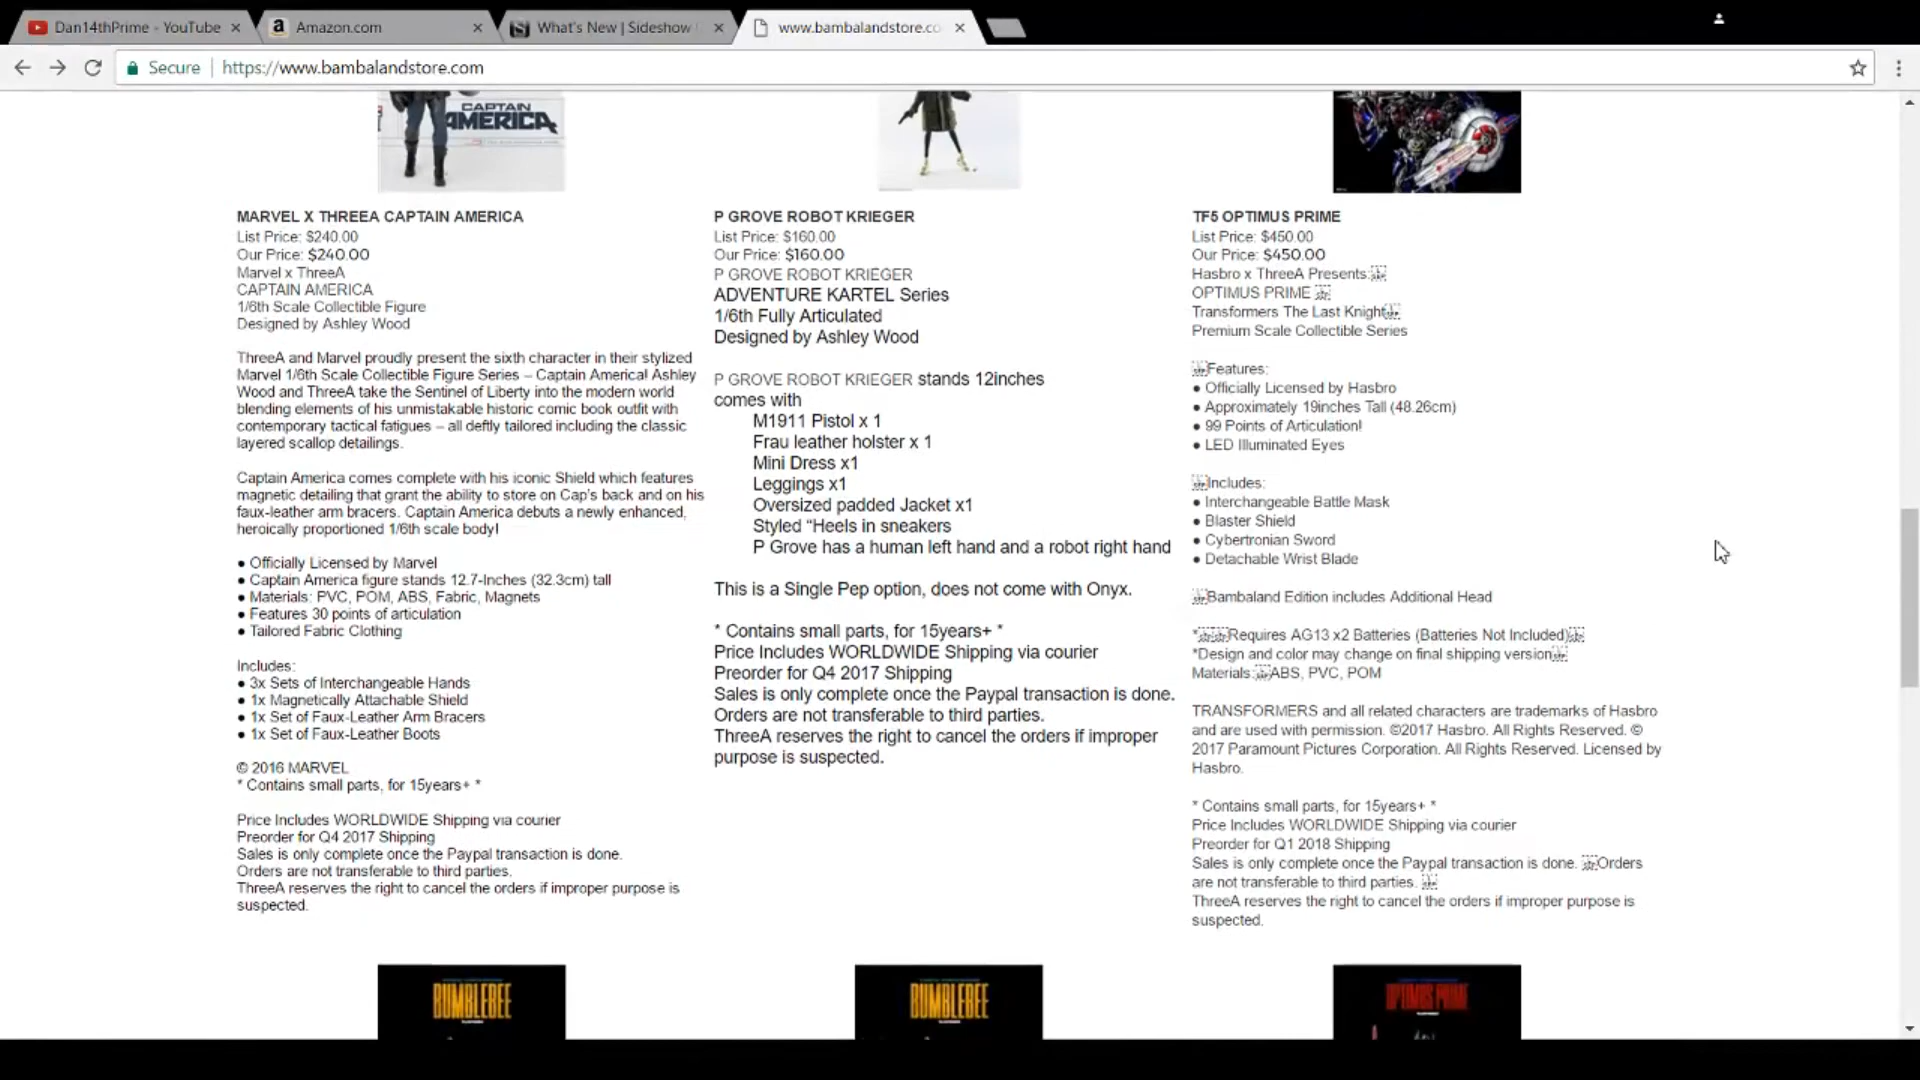 Dan14thPrime - YouTube
Amazon.com
What's New | Sideshow
www.bambalandstore.co
Secure
https://www.bambalandstore.com
CAPTAIN
AMERICA
MARVEL X THREEA CAPTAIN AMERICA
List Price: $240.00
Our Price: $240.00
Marvel x ThreeA
CAPTAIN AMERICA
1/6th Scale Collectible Figure
Designed by Ashley Wood
ThreeA and Marvel proudly present the sixth character in their stylized
Marvel 1/6th Scale Collectible Figure Series – Captain America! Ashley
Wood and ThreeA take the Sentinel of Liberty into the modern world
blending elements of his unmistakable historic comic book outfit with
contemporary tactical fatigues – all deftly tailored including the classic
layered scallop detailings.
Captain America comes complete with his iconic Shield which features
magnetic detailing that grant the ability to store on Cap's back and on his
faux-leather arm bracers. Captain America debuts a newly enhanced,
heroically proportioned 1/6th scale body!
● Officially Licensed by Marvel
● Captain America figure stands 12.7-Inches (32.3cm) tall
● Materials: PVC, POM, ABS, Fabric, Magnets
● Features 30 points of articulation
● Tailored Fabric Clothing
Includes:
● 3x Sets of Interchangeable Hands
● 1x Magnetically Attachable Shield
● 1x Set of Faux-Leather Arm Bracers
● 1x Set of Faux-Leather Boots
© 2016 MARVEL
* Contains small parts, for 15years+ *
Price Includes WORLDWIDE Shipping via courier
Preorder for Q4 2017 Shipping
Sales is only complete once the Paypal transaction is done.
Orders are not transferable to third parties.
ThreeA reserves the right to cancel the orders if improper purpose is
suspected.
P GROVE ROBOT KRIEGER
List Price: $160.00
Our Price: $160.00
P GROVE ROBOT KRIEGER
ADVENTURE KARTEL Series
1/6th Fully Articulated
Designed by Ashley Wood
P GROVE ROBOT KRIEGER stands 12inches
comes with
M1911 Pistol x 1
Frau leather holster x 1
Mini Dress x1
Leggings x1
Oversized padded Jacket x1
Styled “Heels in sneakers
P Grove has a human left hand and a robot right hand
This is a Single Pep option, does not come with Onyx.
* Contains small parts, for 15years+ *
Price Includes WORLDWIDE Shipping via courier
Preorder for Q4 2017 Shipping
Sales is only complete once the Paypal transaction is done.
Orders are not transferable to third parties.
ThreeA reserves the right to cancel the orders if improper
purpose is suspected.
TF5 OPTIMUS PRIME
List Price: $450.00
Our Price: $450.00
Hasbro x ThreeA Presents:
OPTIMUS PRIME
Transformers The Last Knight
Premium Scale Collectible Series
Features:
● Officially Licensed by Hasbro
● Approximately 19inches Tall (48.26cm)
● 99 Points of Articulation!
● LED Illuminated Eyes
Includes:
● Interchangeable Battle Mask
● Blaster Shield
● Cybertronian Sword
● Detachable Wrist Blade
Bambaland Edition includes Additional Head
*Requires AG13 x2 Batteries (Batteries Not Included)
*Design and color may change on final shipping version
Materials: ABS, PVC, POM
TRANSFORMERS and all related characters are trademarks of Hasbro
and are used with permission. ©2017 Hasbro. All Rights Reserved. ©
2017 Paramount Pictures Corporation. All Rights Reserved. Licensed by
Hasbro.
* Contains small parts, for 15years+ *
Price Includes WORLDWIDE Shipping via courier
Preorder for Q1 2018 Shipping
Sales is only complete once the Paypal transaction is done. Orders
are not transferable to third parties.
ThreeA reserves the right to cancel the orders if improper purpose is
suspected.
BUMBLEBEE
BUMBLEBEE
OPTIMUS PRIME